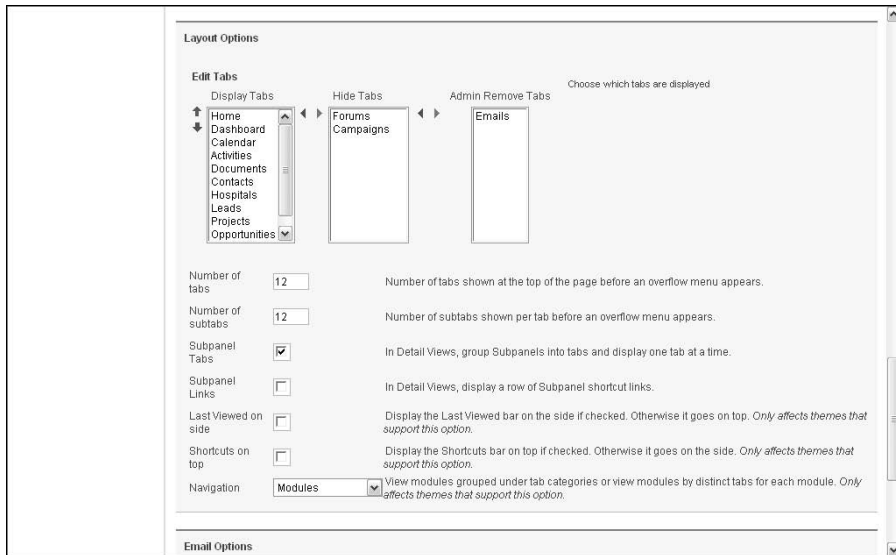 Layout Options
Edit Tabs
Choose which tabs are displayed
Display Tabs
Hide Tabs
Admin Remove Tabs
Home
Dashboard
Calendar
Activities
Documents
Contacts
Hospitals
Leads
Projects
Opportunities
Forums
Campaigns
Emails
Number of
tabs
12
Number of tabs shown at the top of the page before an overflow menu appears.
Number of
subtabs
12
Number of subtabs shown per tab before an overflow menu appears.
Subpanel
Tabs
In Detail Views, group Subpanels into tabs and display one tab at a time.
Subpanel
Links
In Detail Views, display a row of Subpanel shortcut links.
Last Viewed on
side
Display the Last Viewed bar on the side if checked. Otherwise it goes on top. Only affects themes that
support this option.
Shortcuts on
top
Display the Shortcuts bar on top if checked. Otherwise it goes on the side. Only affects themes that
support this option.
Navigation
Modules
View modules grouped under tab categories or view modules by distinct tabs for each module. Only
affects themes that support this option.
Email Options